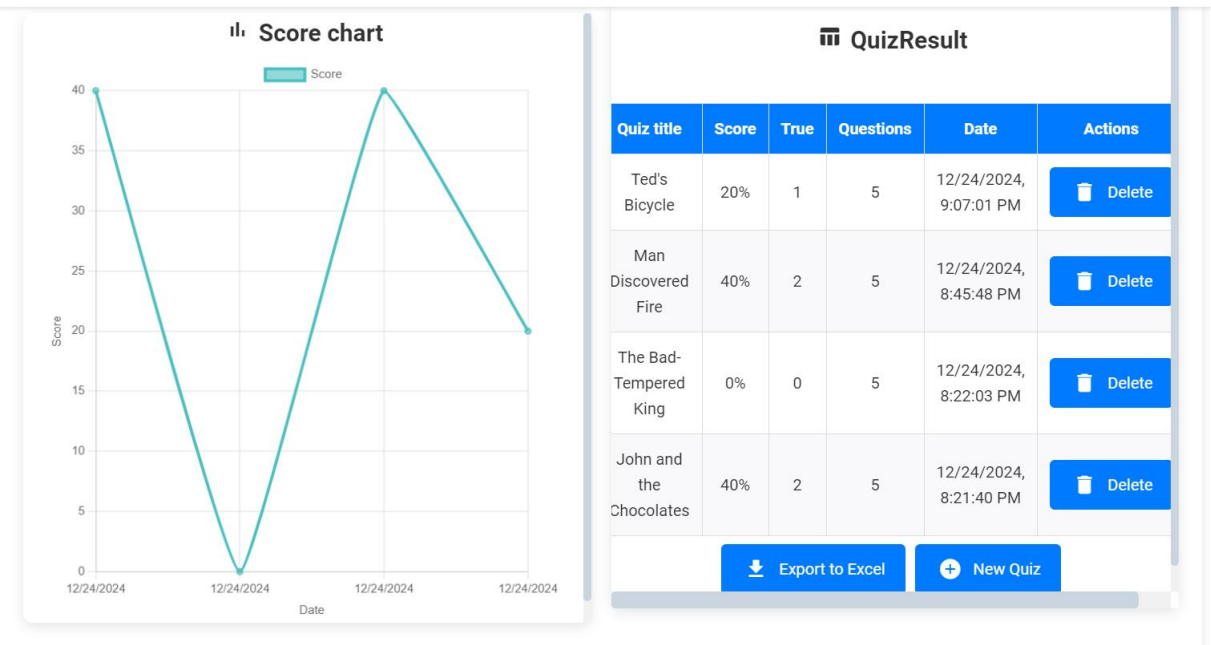 Score chart
Score
40
35
30
25
20
15
10
5
0
Score
12/24/2024 12/24/2024 12/24/2024 12/24/2024
Date
QuizResult
Quiz title Score True Questions Date Actions
Ted's
Bicycle
20% 1 5
12/24/2024,
9:07:01 PM
Delete
Man
Discovered
Fire
40% 2 5
12/24/2024,
8:45:48 PM
Delete
The Bad-
Tempered
King
0% 0 5
12/24/2024,
8:22:03 PM
Delete
John and
the
Chocolates
40% 2 5
12/24/2024,
8:21:40 PM
Delete
Export to Excel New Quiz